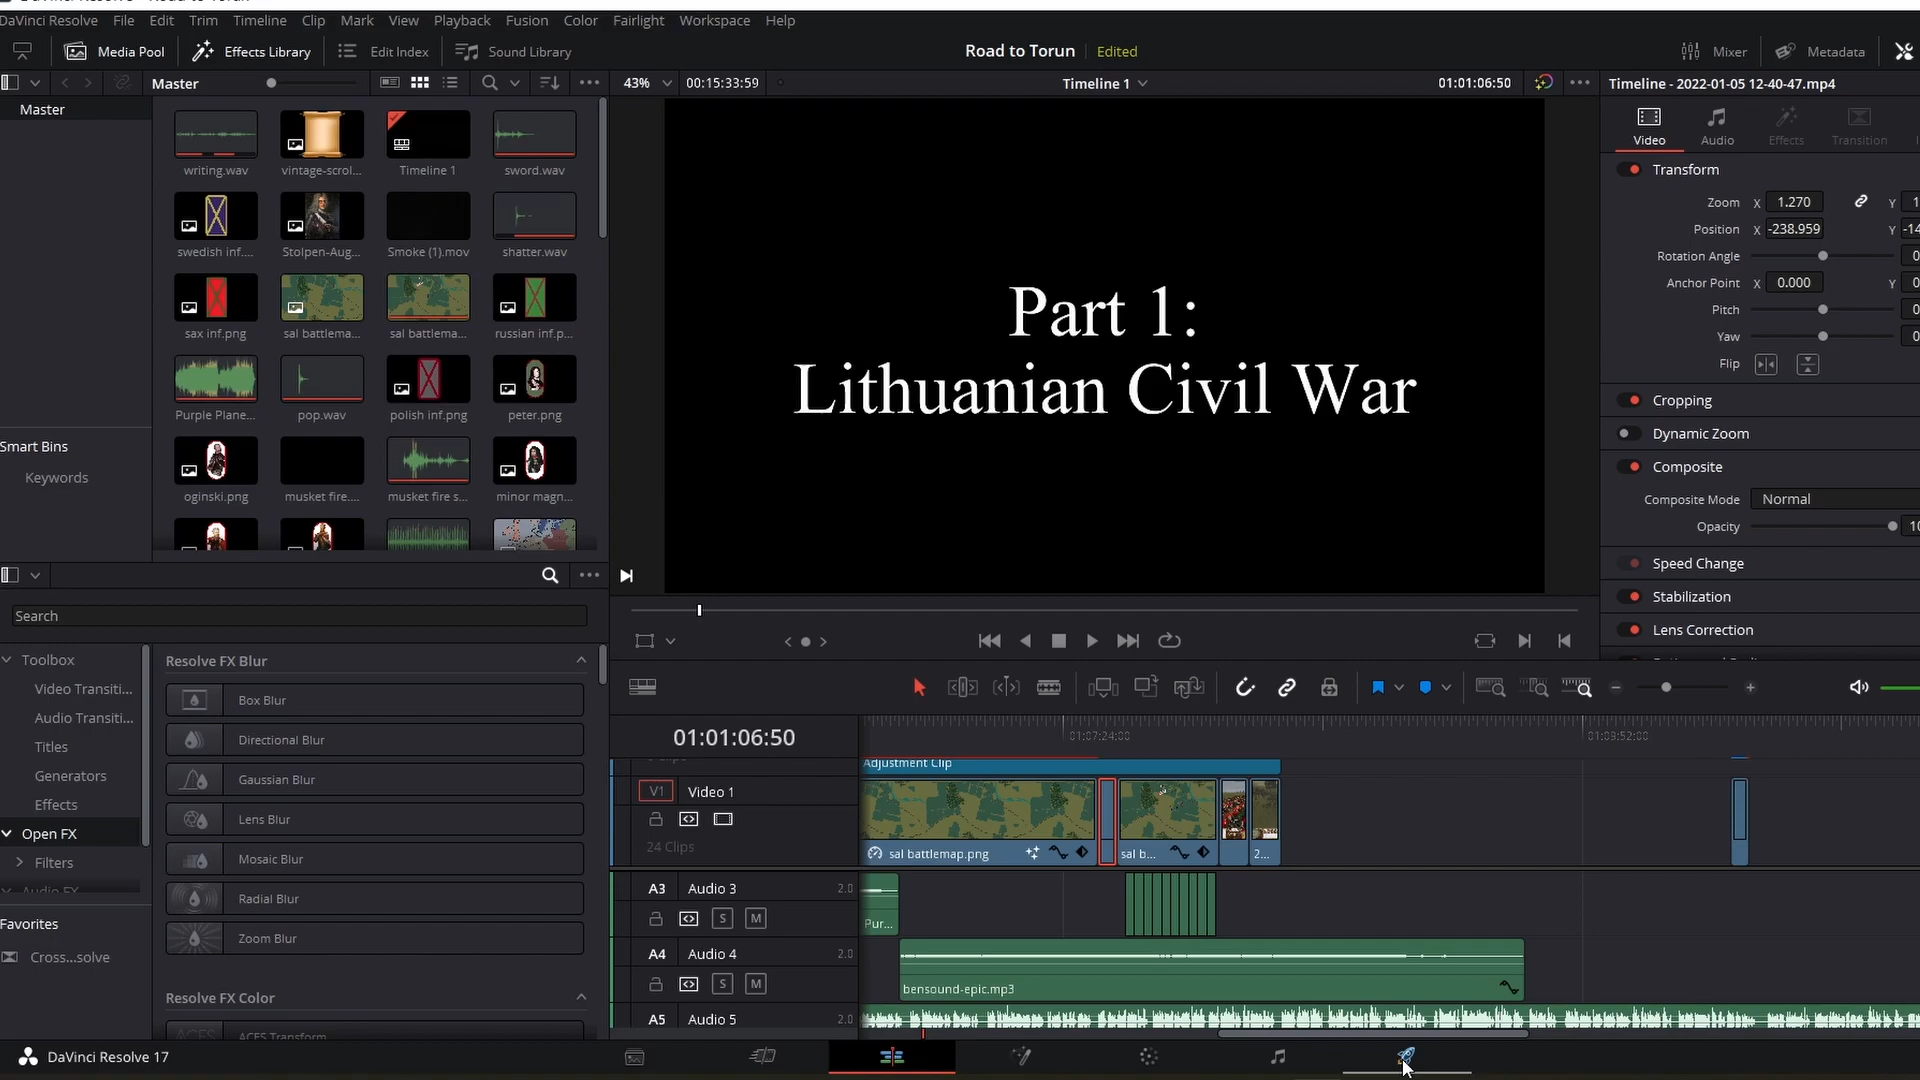 DaVinci Resolve File Edit Trim Timeline Clip Mark View Playback Fusion Color Fairlight Workspace Help
Media Pool Effects Library Edit Index Sound Library Road to Torun Edited Mixer Metadata
Master 43% 00:15:33:59 Timeline 1 01:01:06:50 Timeline - 2022-01-05 12-40-47.mp4
Master
writing.wav vintage-scrol... Timeline 1 sword.wav
swedish inf.... Stolpen-Aug... Smoke (1).mov shatter.wav
sax inf.png sal battlema... sal battlema... russian inf.p...
Purple Plane... pop.wav polish inf.png peter.png
oginski.png musket fire.... musket fire s... minor magn...
Smart Bins
Keywords
Part 1:
Lithuanian Civil War
Video Audio Effects Transition
Transform
Zoom X 1.270 Y 1
Position X -238.959 Y -14
Rotation Angle 0
Anchor Point X 0.000 Y 0
Pitch 0
Yaw 0
Flip
Cropping
Dynamic Zoom
Composite
Composite Mode Normal
Opacity 10
Speed Change
Stabilization
Lens Correction
Search
Toolbox
Video Transiti...
Audio Transiti...
Titles
Generators
Effects
Open FX
Filters
Audio FX
Favorites
Cross...solve
Resolve FX Blur
Box Blur
Directional Blur
Gaussian Blur
Lens Blur
Mosaic Blur
Radial Blur
Zoom Blur
Resolve FX Color
ACES Transform
01:01:06:50 01:07:24:00 01:09:52:00
Adjustment Clip
V1 Video 1
24 Clips
sal battlemap.png sal b... 2...
A3 Audio 3 2.0
S M Pur...
A4 Audio 4 2.0
S M bensound-epic.mp3
A5 Audio 5 2.0
DaVinci Resolve 17